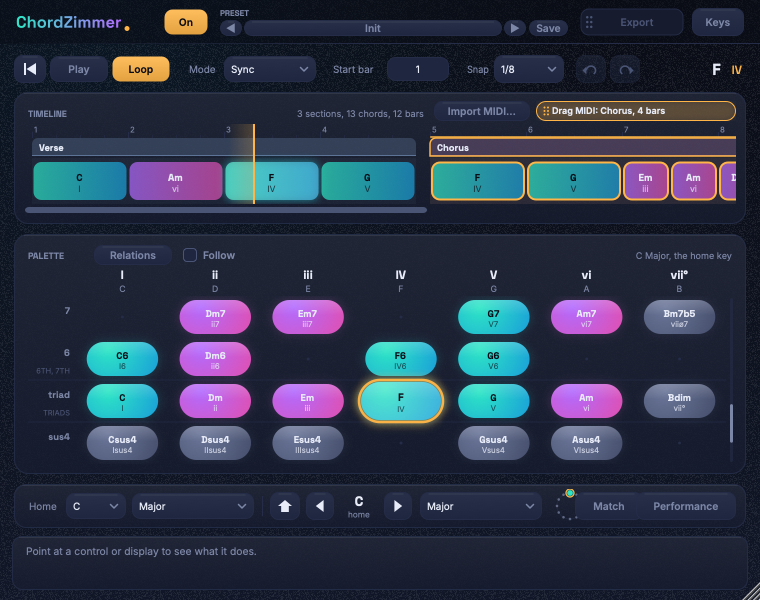 ChordZimmer.
On
PRESET
Init
Save
Export
Keys
Play
Loop
Mode
Sync
Start bar
1
Snap
1/8
F IV
TIMELINE
3 sections, 13 chords, 12 bars
Import MIDI...
Drag MIDI: Chorus, 4 bars
1 2 3 4 5 6 7 8
Verse
Chorus
C Am F G F G Em Am
I vi IV V IV V iii vi
PALETTE
Relations
Follow
C Major, the home key
I ii iii IV V vi vii°
C D E F G A B
7
Dm7 Em7 G7 Am7 Bm7b5
ii7 iii7 V7 vi7 viiø7
6
6TH, 7TH
C6 Dm6 F6 G6
I6 ii6 IV6 V6
triad
TRIADS
C Dm Em F G Am Bdim
I ii iii IV V vi vii°
sus4
Csus4 Dsus4 Esus4 Gsus4 Asus4
Isus4 IIsus4 IIIsus4 Vsus4 VIsus4
Home
C
Major
C
home
Major
Match
Performance
Point at a control or display to see what it does.